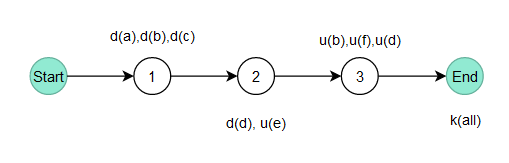 d(a),d(b),d(c)
u(b),u(f),u(d)
Start
1
2
3
End
d(d), u(e)
k(all)